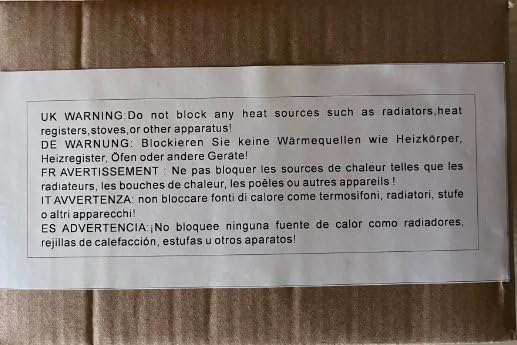 UK WARNING:Do not block any heat sources such as radiators,heat
registers,stoves,or other apparatus!
DE WARNUNG: Blockieren Sie keine Wärmequellen wie Heizkörper,
Heizregister, Öfen oder andere Geräte!
FR AVERTISSEMENT : Ne pas bloquer les sources de chaleur telles que les
radiateurs, les bouches de chaleur, les poêles ou autres appareils !
IT AVVERTENZA: non bloccare fonti di calore come termosifoni, radiatori, stufe
o altri apparecchi!
ES ADVERTENCIA:¡No bloquee ninguna fuente de calor como radiadores,
rejillas de calefacción, estufas u otros aparatos!